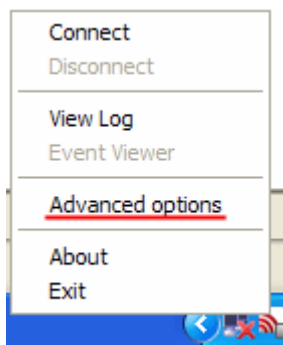 Connect
Disconnect
View Log
Event Viewer
Advanced options
About
Exit